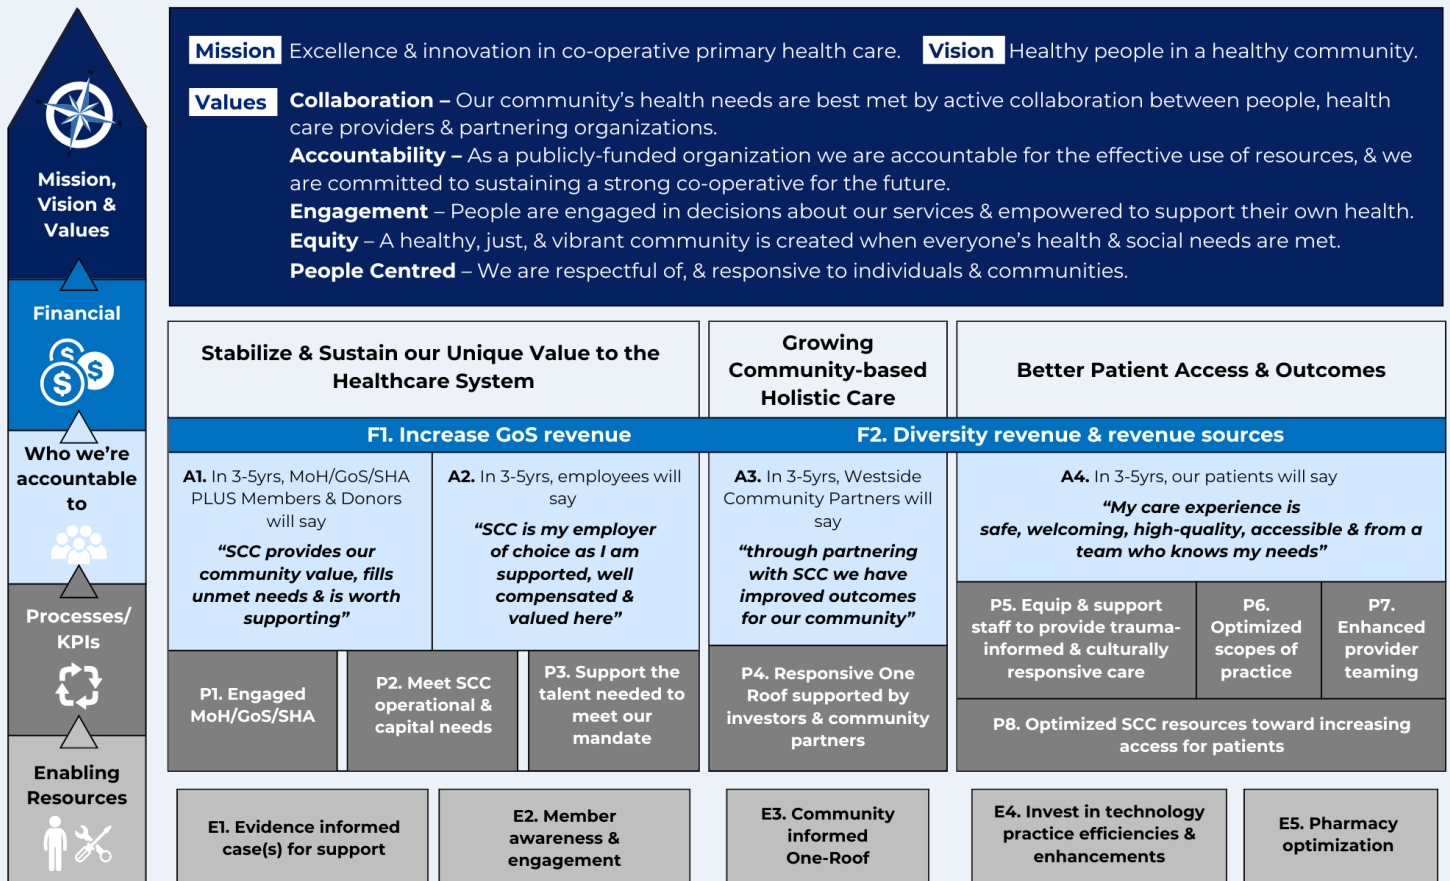 Mission Excellence & innovation in co-operative primary health care. Vision Healthy people in a healthy community.
Values Collaboration – Our community's health needs are best met by active collaboration between people, health
care providers & partnering organizations.
Accountability – As a publicly-funded organization we are accountable for the effective use of resources, & we
are committed to sustaining a strong co-operative for the future.
Engagement – People are engaged in decisions about our services & empowered to support their own health.
Equity – A healthy, just, & vibrant community is created when everyone's health & social needs are met.
People Centred – We are respectful of, & responsive to individuals & communities.
Mission,
Vision &
Values
Financial
Stabilize & Sustain our Unique Value to the
Healthcare System
Growing
Community-based
Holistic Care
Better Patient Access & Outcomes
F1. Increase GoS revenue
F2. Diversity revenue & revenue sources
Who we're
accountable
to
A1. In 3-5yrs, MoH/GoS/SHA
PLUS Members & Donors
will say
"SCC provides our
community value, fills
unmet needs & is worth
supporting"
A2. In 3-5yrs, employees will
say
"SCC is my employer
of choice as I am
supported, well
compensated &
valued here"
A3. In 3-5yrs, Westside
Community Partners will
say
"through partnering
with SCC we have
improved outcomes
for our community"
A4. In 3-5yrs, our patients will say
"My care experience is
safe, welcoming, high-quality, accessible & from a
team who knows my needs"
Processes/
KPIs
P1. Engaged
MoH/GoS/SHA
P2. Meet SCC
operational &
capital needs
P3. Support the
talent needed to
meet our
mandate
P4. Responsive One
Roof supported by
investors & community
partners
P5. Equip & support
staff to provide trauma-
informed & culturally
responsive care
P6.
Optimized
scopes of
practice
P7.
Enhanced
provider
teaming
P8. Optimized SCC resources toward increasing
access for patients
Enabling
Resources
E1. Evidence informed
case(s) for support
E2. Member
awareness &
engagement
E3. Community
informed
One-Roof
E4. Invest in technology
practice efficiencies &
enhancements
E5. Pharmacy
optimization